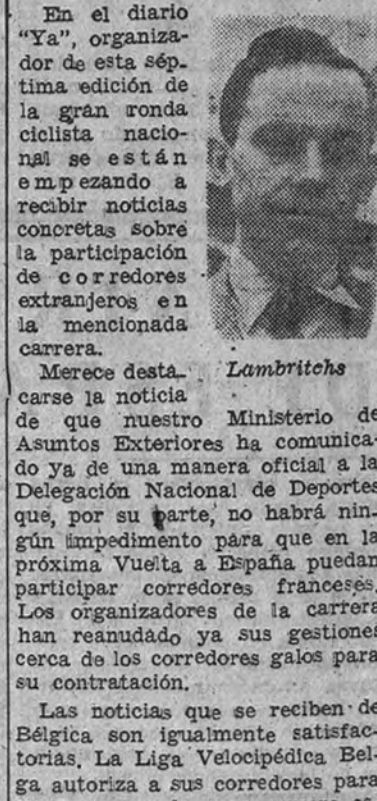 En el diario
"Ya", organiza-
dor de esta sép-
tima edición de
la gran ronda
ciclista nacio-
nal se están
empezando a
recibir noticias
concretas sobre
la participación
de corredores
extranjeros en
la mencionada
carrera.
Lambritchs
Merece desta-
carse la noticia
de que nuestro Ministerio de
Asuntos Exteriores ha comunica-
do ya de una manera oficial a la
Delegación Nacional de Deportes
que, por su parte, no habrá nin-
gún impedimento para que en la
próxima Vuelta a España puedan
participar corredores franceses.
Los organizadores de la carrera
han reanudado ya sus gestiones
cerca de los corredores galos para
su contratación.
Las noticias que se reciben de
Bélgica son igualmente satisfac-
torias. La Liga Velocipédica Bel-
ga autoriza a sus corredores para